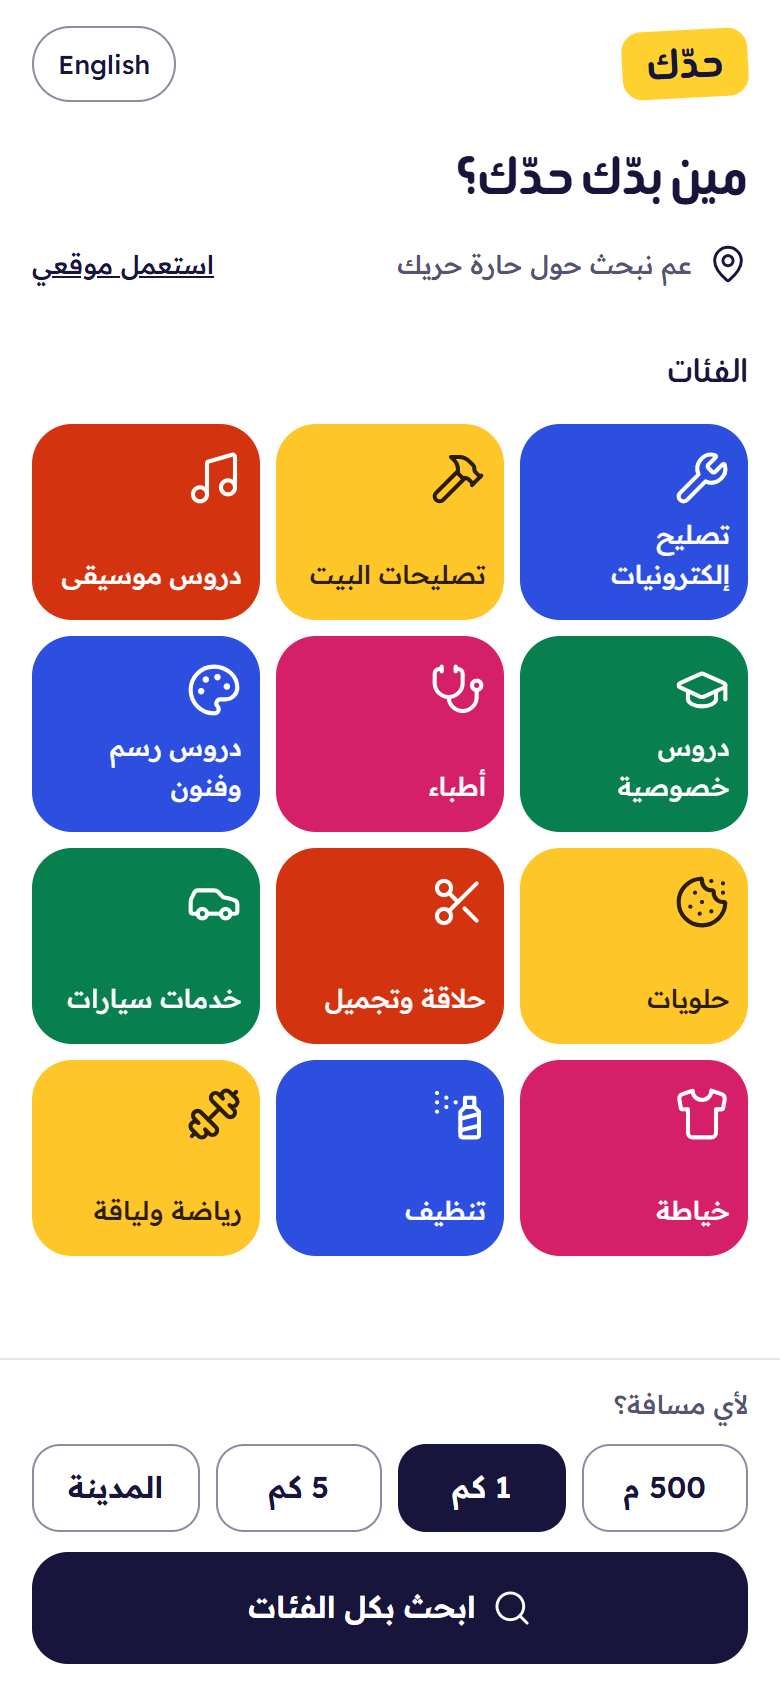 حدّك
English
مين بدّك حدّك؟
عم نبحث حول حارة حريك
استعمل موقعي
الفئات
تصليح
إلكترونيات
تصليحات البيت
دروس موسيقى
دروس
خصوصية
أطباء
دروس رسم
وفنون
حلويات
حلاقة وتجميل
خدمات سيارات
خياطة
تنظيف
رياضة ولياقة
لأي مسافة؟
500 م
1 كم
5 كم
المدينة
ابحث بكل الفئات